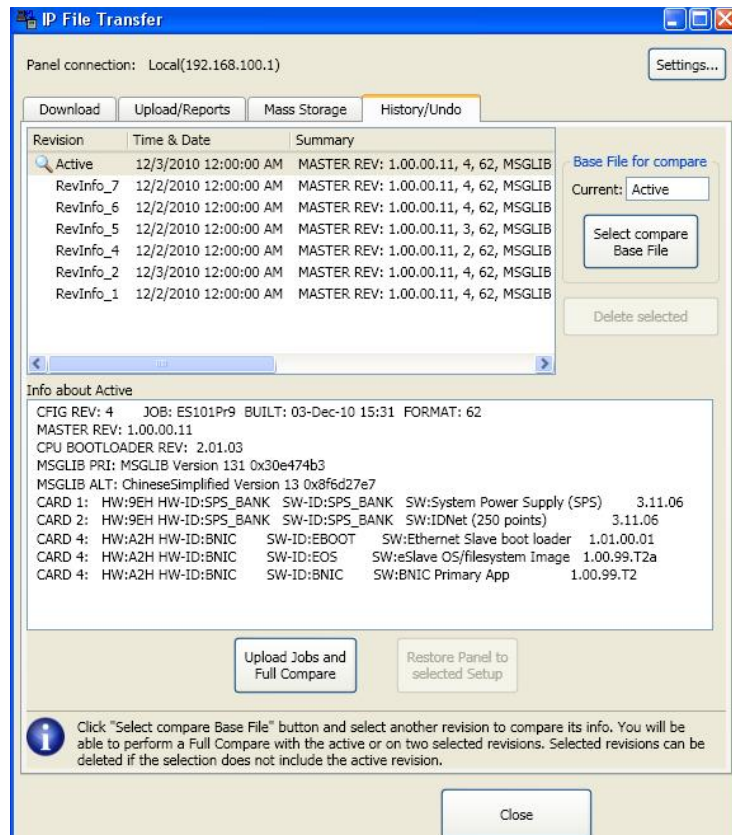 IP File Transfer
Panel connection: Local(192.168.100.1)
Settings...
Download Upload/Reports Mass Storage History/Undo
Revision Time & Date Summary
Active 12/3/2010 12:00:00 AM MASTER REV: 1.00.00.11, 4, 62, MSGLIB
RevInfo_7 12/2/2010 12:00:00 AM MASTER REV: 1.00.00.11, 4, 62, MSGLIB
RevInfo_6 12/2/2010 12:00:00 AM MASTER REV: 1.00.00.11, 4, 62, MSGLIB
RevInfo_5 12/2/2010 12:00:00 AM MASTER REV: 1.00.00.11, 3, 62, MSGLIB
RevInfo_4 12/2/2010 12:00:00 AM MASTER REV: 1.00.00.11, 2, 62, MSGLIB
RevInfo_2 12/3/2010 12:00:00 AM MASTER REV: 1.00.00.11, 4, 62, MSGLIB
RevInfo_1 12/2/2010 12:00:00 AM MASTER REV: 1.00.00.11, 4, 62, MSGLIB
Base File for compare
Current: Active
Select compare
Base File
Delete selected
Info about Active
CFIG REV: 4 JOB: ES101Pr9 BUILT: 03-Dec-10 15:31 FORMAT: 62
MASTER REV: 1.00.00.11
CPU BOOTLOADER REV: 2.01.03
MSGLIB PRI: MSGLIB Version 131 0x30e474b3
MSGLIB ALT: ChineseSimplified Version 13 0x8f6d27e7
CARD 1: HW:9EH HW-ID:SPS_BANK SW-ID:SPS_BANK SW:System Power Supply (SPS) 3.11.06
CARD 2: HW:9EH HW-ID:SPS_BANK SW-ID:SPS_BANK SW:IDNet (250 points) 3.11.06
CARD 4: HW:A2H HW-ID:BNIC SW-ID:EBOOT SW:Ethernet Slave boot loader 1.01.00.01
CARD 4: HW:A2H HW-ID:BNIC SW-ID:EOS SW:eSlave OS/filesystem Image 1.00.99.T2a
CARD 4: HW:A2H HW-ID:BNIC SW-ID:BNIC SW:BNIC Primary App 1.00.99.T2
Upload Jobs and
Full Compare
Restore Panel to
selected Setup
Click "Select compare Base File" button and select another revision to compare its info. You will be
able to perform a Full Compare with the active or on two selected revisions. Selected revisions can be
deleted if the selection does not include the active revision.
Close